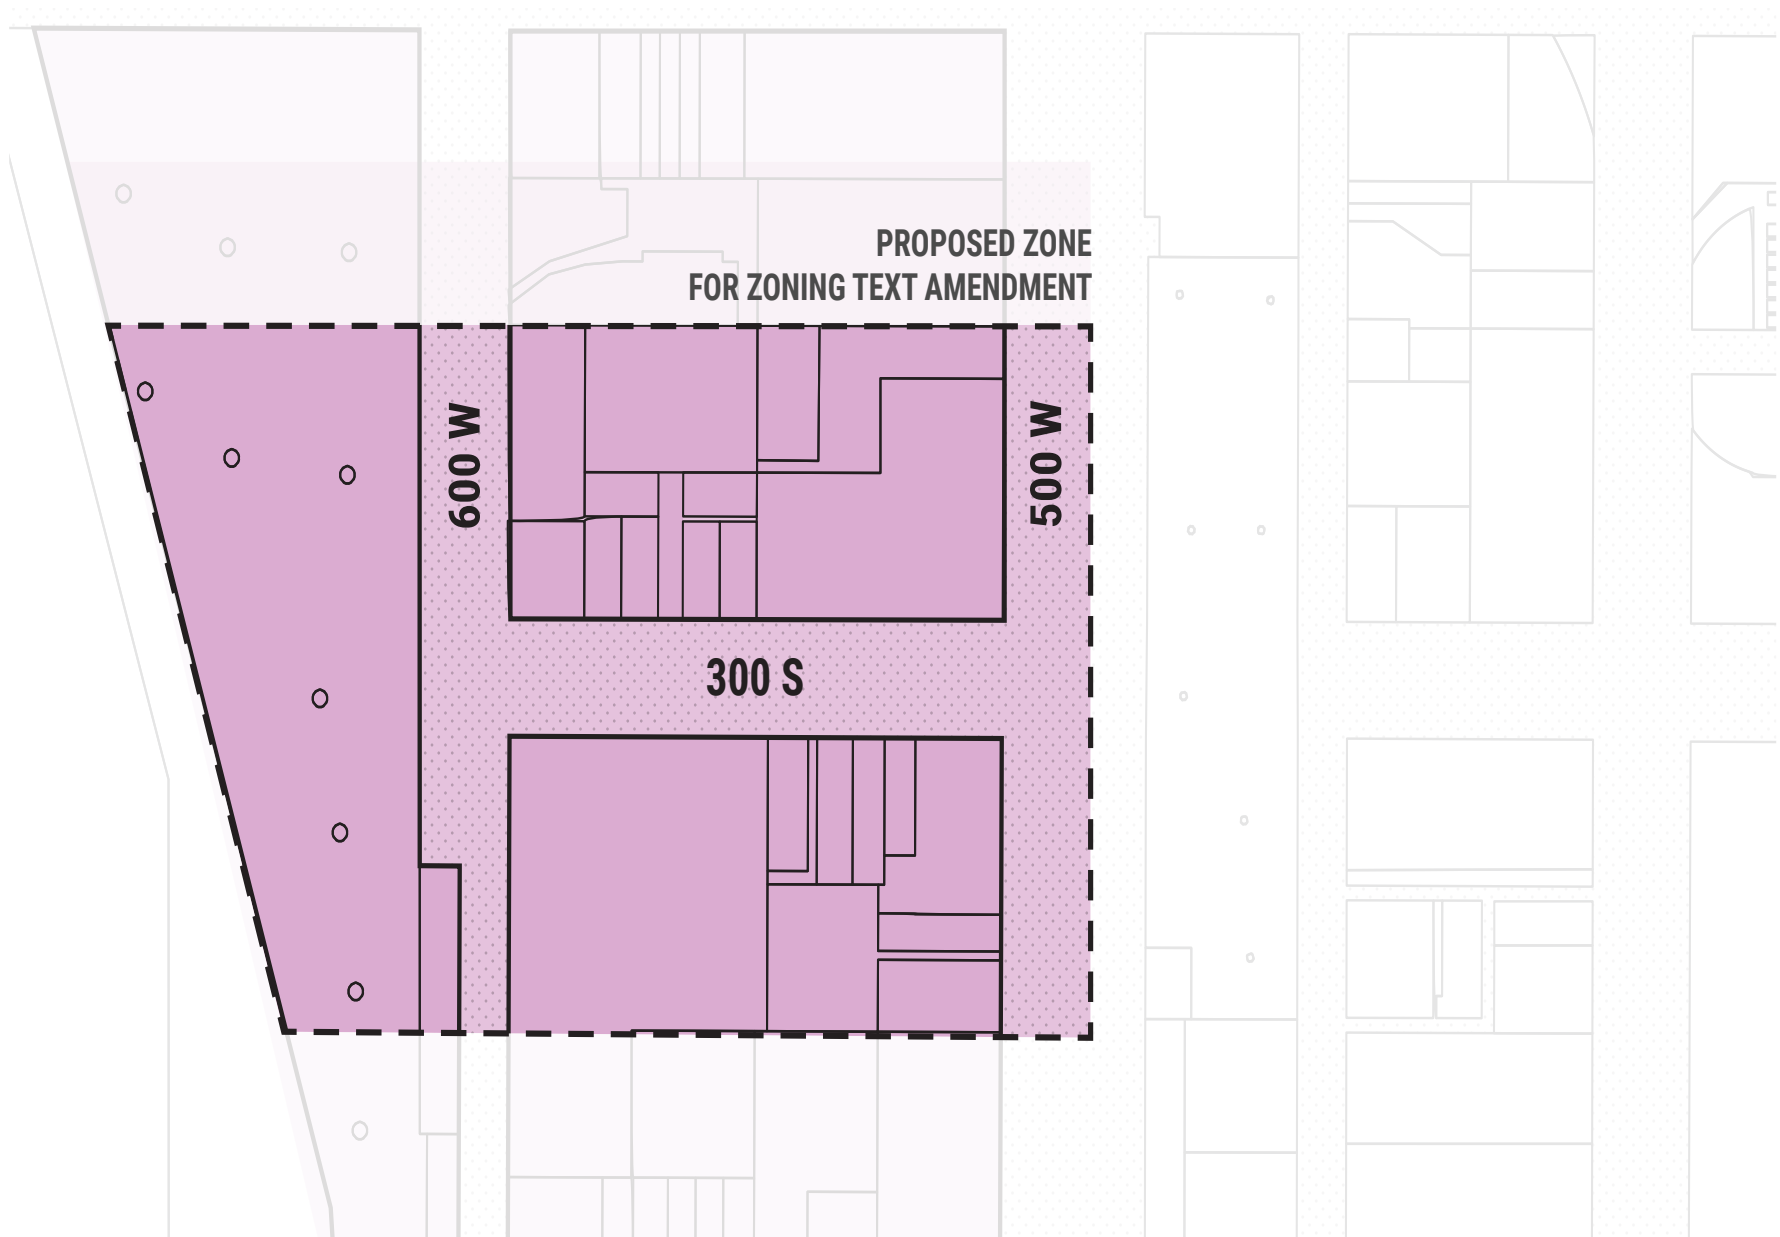 PROPOSED ZONE
FOR ZONING TEXT AMENDMENT
600 W
500 W
300 S